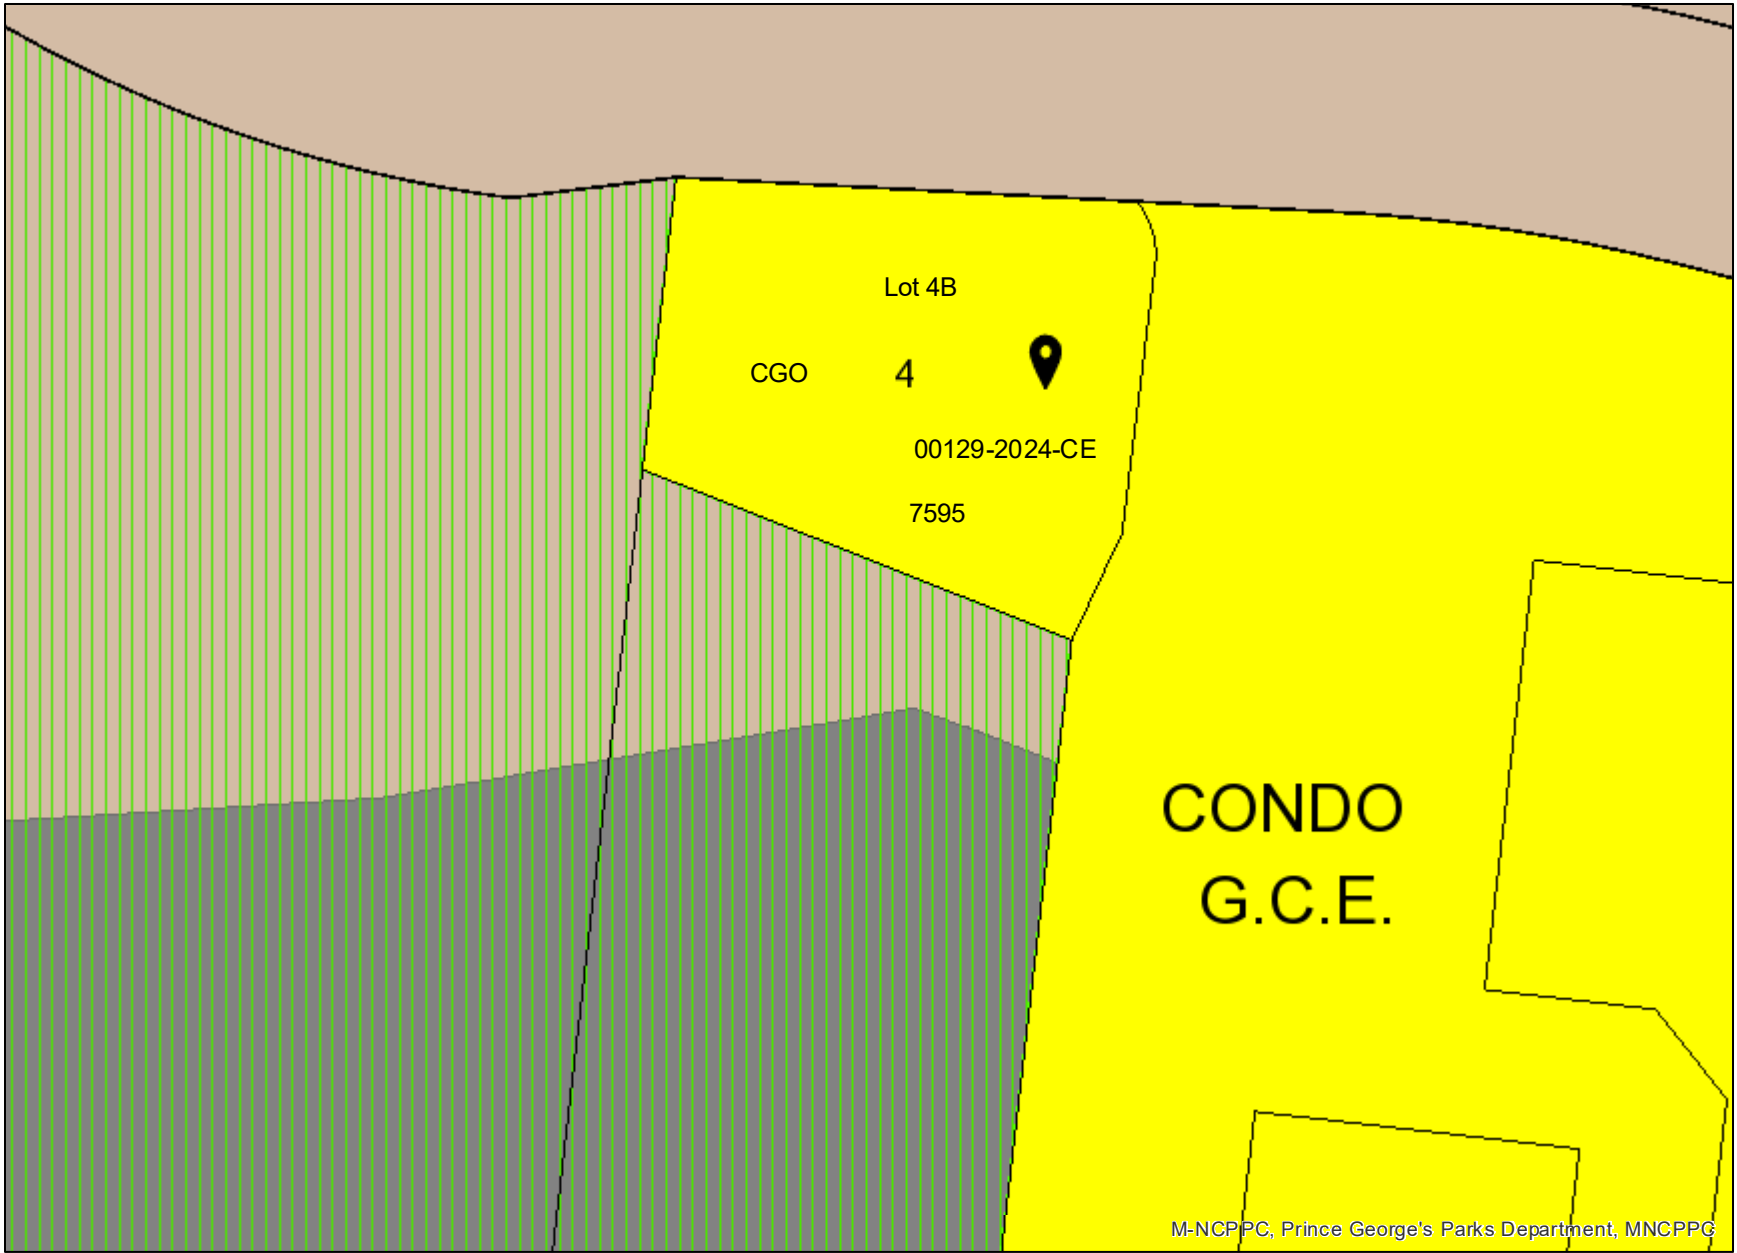 Lot 4B
CGO 4
00129-2024-CE
7595
CONDO
G.C.E.
M-NCPPC, Prince George's Parks Department, MNCPPC